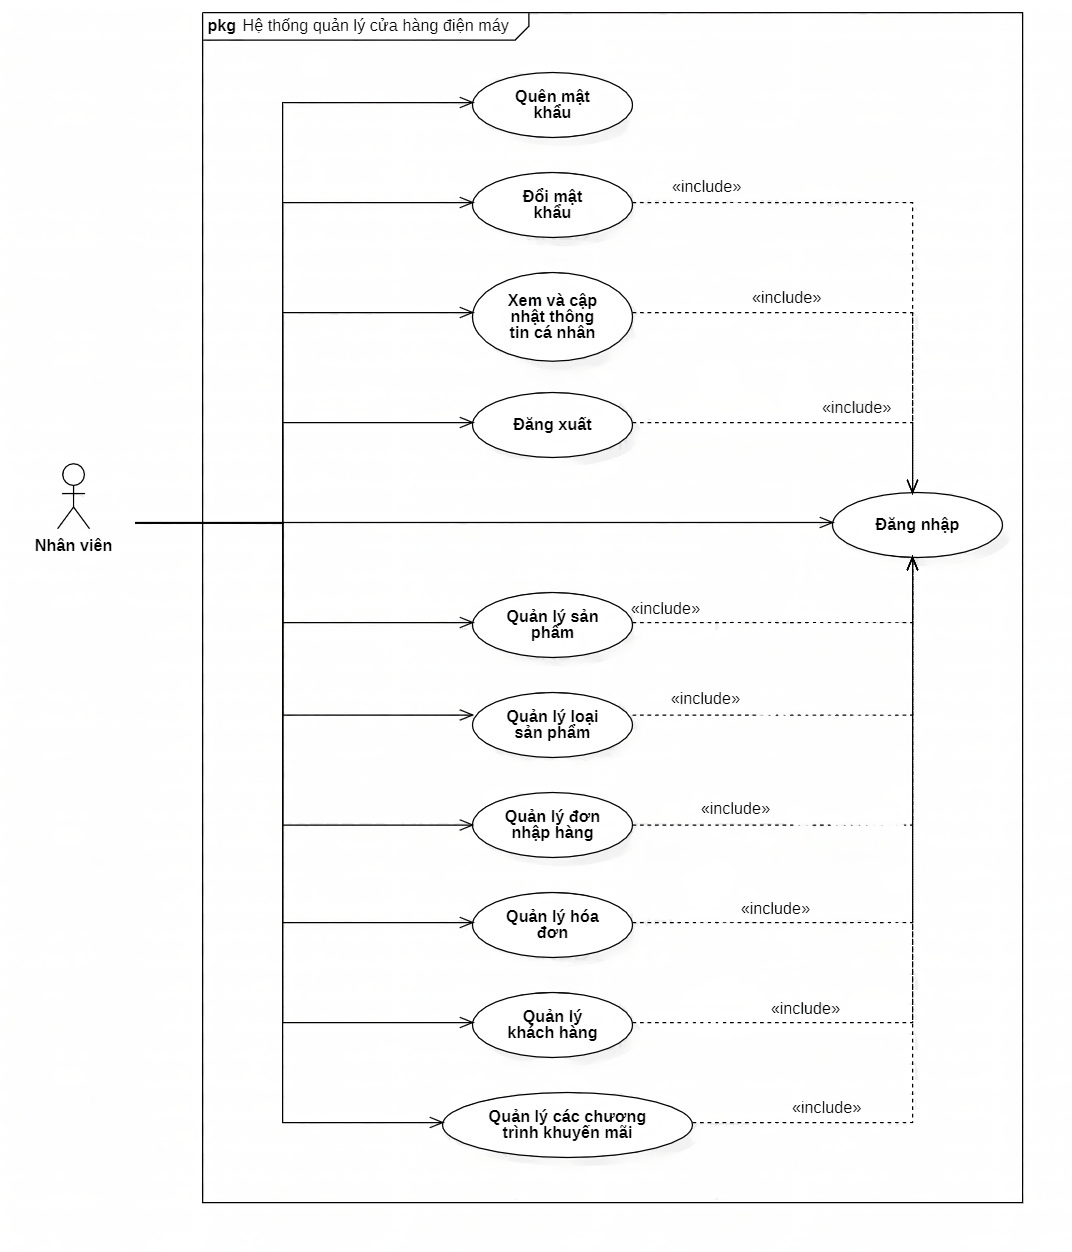 pkg Hệ thống quản lý cửa hàng điện máy
Quên mật
khẩu
Đổi mật
khẩu
«include»
Xem và cập
nhật thông
tin cá nhân
«include»
Đăng xuất
«include»
Nhân viên
Đăng nhập
Quản lý sản
phẩm
«include»
Quản lý loại
sản phẩm
«include»
Quản lý đơn
nhập hàng
«include»
Quản lý hóa
đơn
«include»
Quản lý
khách hàng
«include»
Quản lý các chương
trình khuyến mãi
«include»